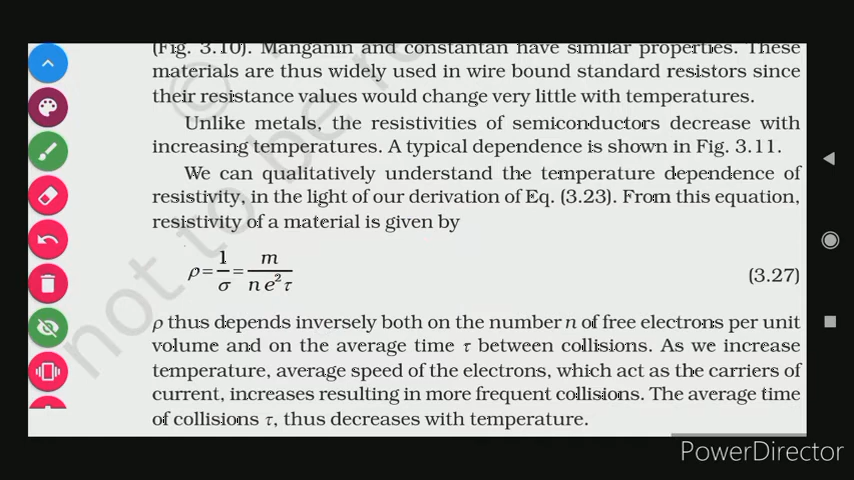 (Fig. 3.10). Manganin and constantan have similar properties. These
materials are thus widely used in wire bound standard resistors since
their resistance values would change very little with temperatures.
Unlike metals, the resistivities of semiconductors decrease with
increasing temperatures. A typical dependence is shown in Fig. 3.11.
We can qualitatively understand the temperature dependence of
resistivity, in the light of our derivation of Eq. (3.23). From this equation,
resistivity of a material is given by
ρ = 1/σ = m/(n e² τ) (3.27)
ρ thus depends inversely both on the number n of free electrons per unit
volume and on the average time τ between collisions. As we increase
temperature, average speed of the electrons, which act as the carriers of
current, increases resulting in more frequent collisions. The average time
of collisions τ, thus decreases with temperature.
not to be re
©
PowerDirector